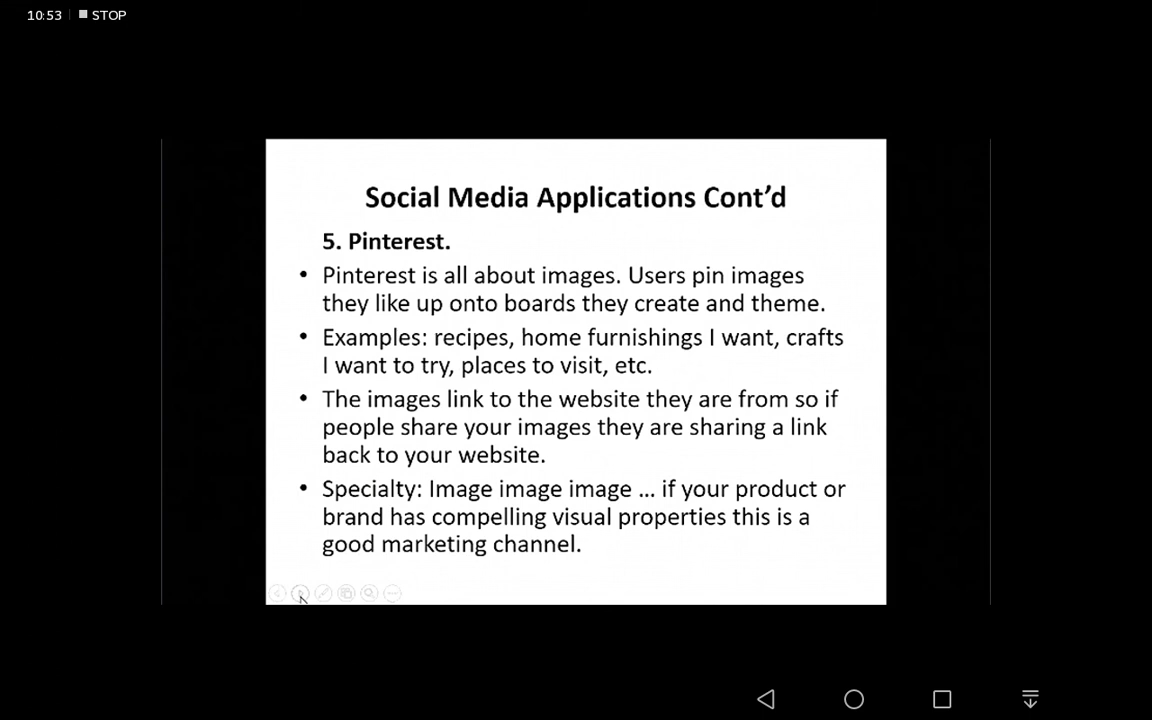 10:53 STOP
Social Media Applications Cont’d
5. Pinterest.
• Pinterest is all about images. Users pin images
they like up onto boards they create and theme.
• Examples: recipes, home furnishings I want, crafts
I want to try, places to visit, etc.
• The images link to the website they are from so if
people share your images they are sharing a link
back to your website.
• Specialty: Image image image ... if your product or
brand has compelling visual properties this is a
good marketing channel.